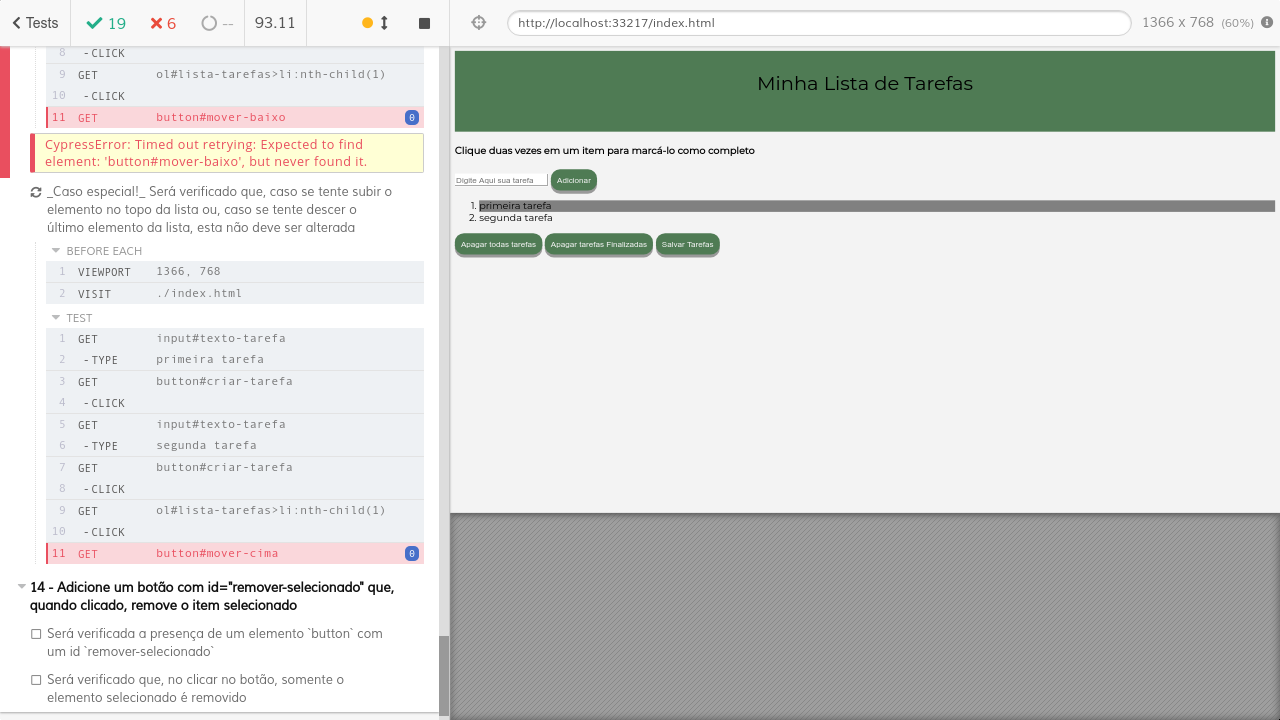 Tests
19
6
--
93.11
http://localhost:33217/index.html
1366 x 768 (60%)
8 -CLICK
9 GET ol#lista-tarefas>li:nth-child(1)
10 -CLICK
11 GET button#mover-baixo 0
CypressError: Timed out retrying: Expected to find
element: 'button#mover-baixo', but never found it.
_Caso especial!_ Será verificado que, caso se tente subir o
elemento no topo da lista ou, caso se tente descer o
último elemento da lista, esta não deve ser alterada
BEFORE EACH
1 VIEWPORT 1366, 768
2 VISIT ./index.html
TEST
1 GET input#texto-tarefa
2 -TYPE primeira tarefa
3 GET button#criar-tarefa
4 -CLICK
5 GET input#texto-tarefa
6 -TYPE segunda tarefa
7 GET button#criar-tarefa
8 -CLICK
9 GET ol#lista-tarefas>li:nth-child(1)
10 -CLICK
11 GET button#mover-cima 0
14 - Adicione um botão com id="remover-selecionado" que,
quando clicado, remove o item selecionado
Será verificada a presença de um elemento `button` com
um id `remover-selecionado`
Será verificado que, no clicar no botão, somente o
elemento selecionado é removido
Minha Lista de Tarefas
Clique duas vezes em um item para marcá-lo como completo
Digite Aqui sua tarefa Adicionar
1. primeira tarefa
2. segunda tarefa
Apagar todas tarefas Apagar tarefas Finalizadas Salvar Tarefas